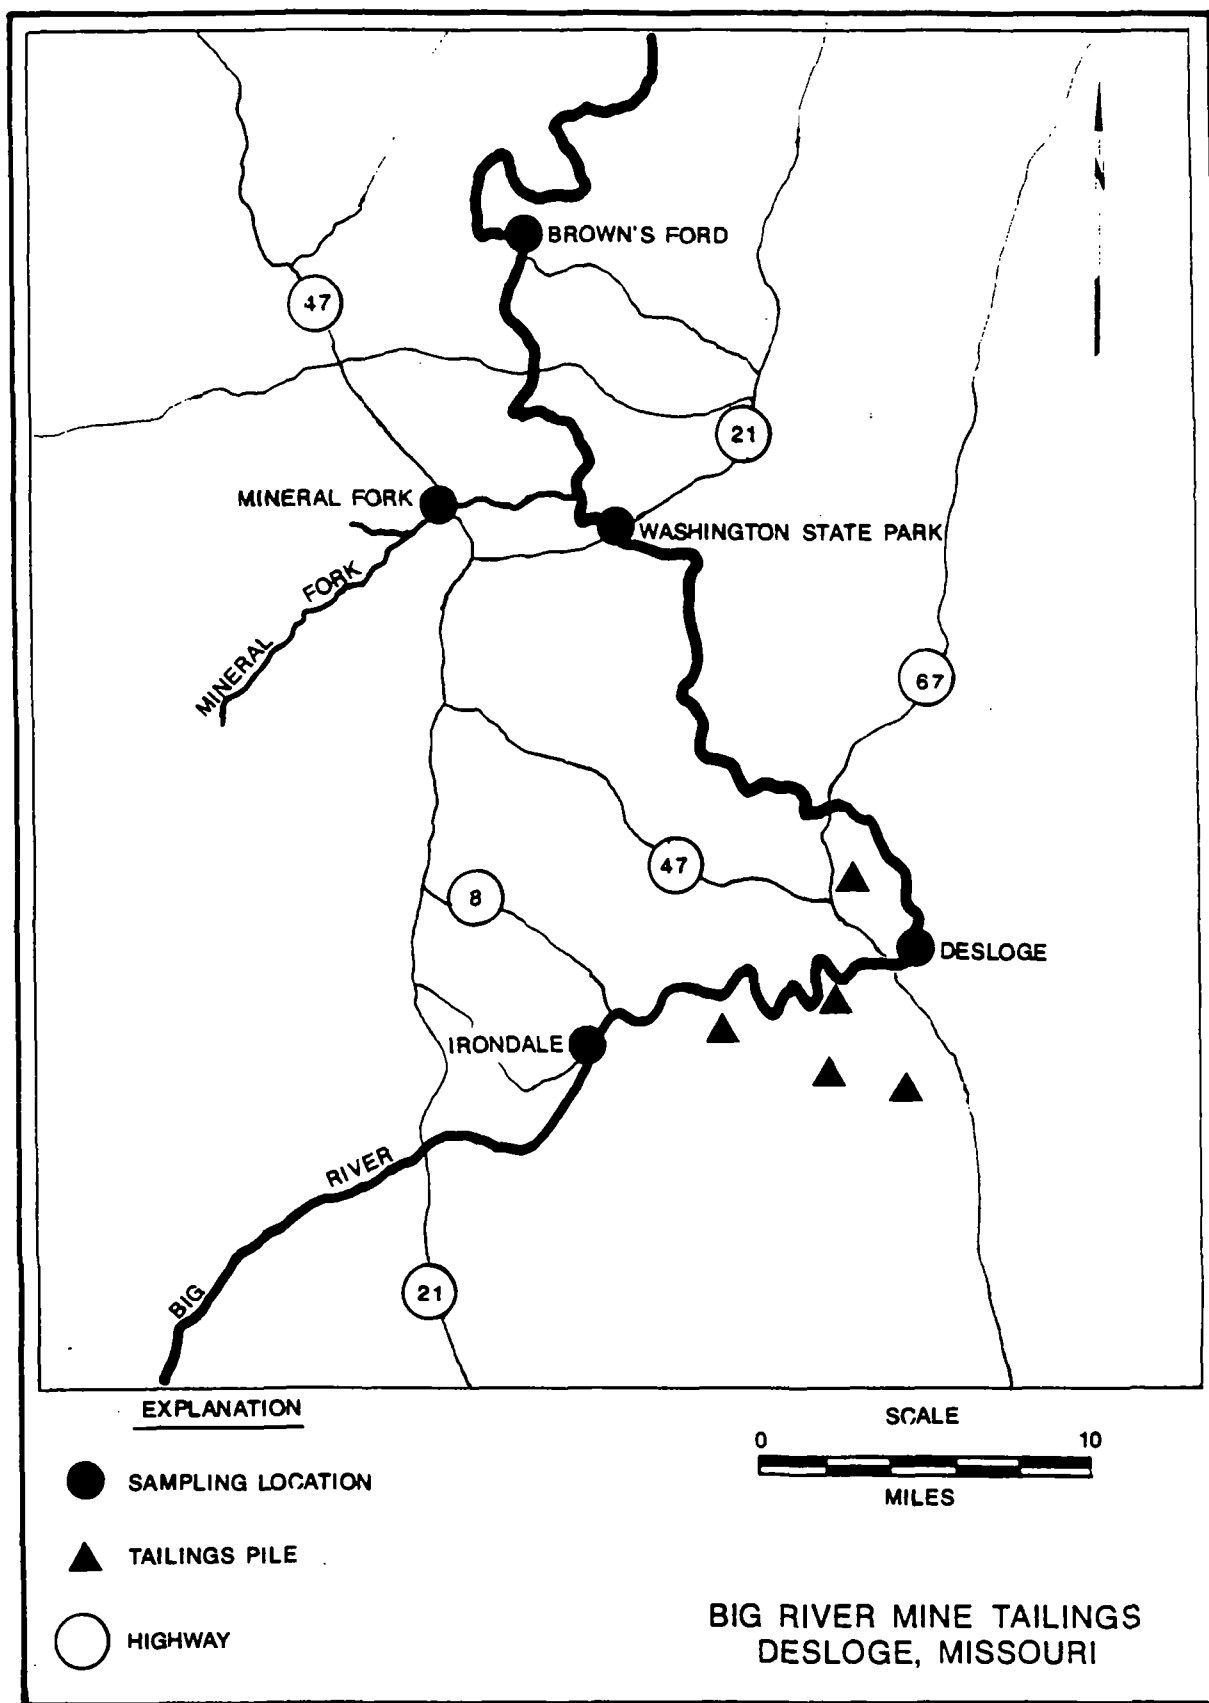 BROWN'S FORD
47
21
MINERAL FORK
WASHINGTON STATE PARK
MINERAL FORK
67
47
8
DESLOGE
IRONDALE
BIG RIVER
21
EXPLANATION
SAMPLING LOCATION
TAILINGS PILE
HIGHWAY
SCALE
0 10
MILES
BIG RIVER MINE TAILINGS
DESLOGE, MISSOURI